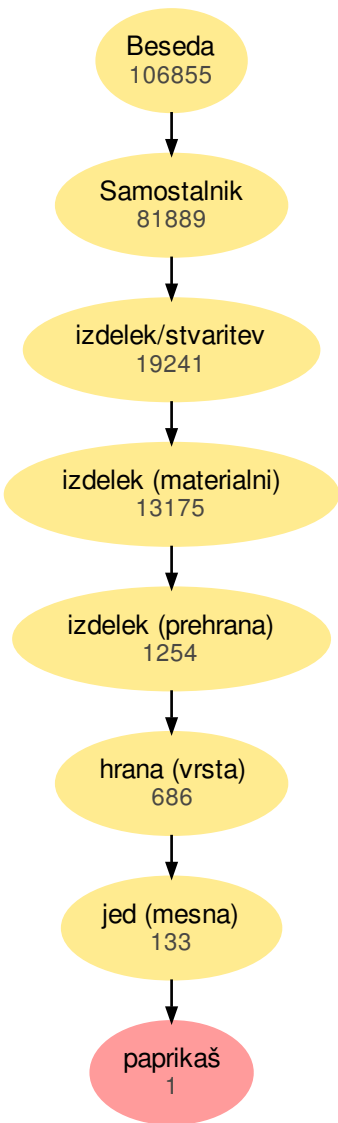 Beseda
106855
Samostalnik
81889
izdelek/stvaritev
19241
izdelek (materialni)
13175
izdelek (prehrana)
1254
hrana (vrsta)
686
jed (mesna)
133
paprikaš
1